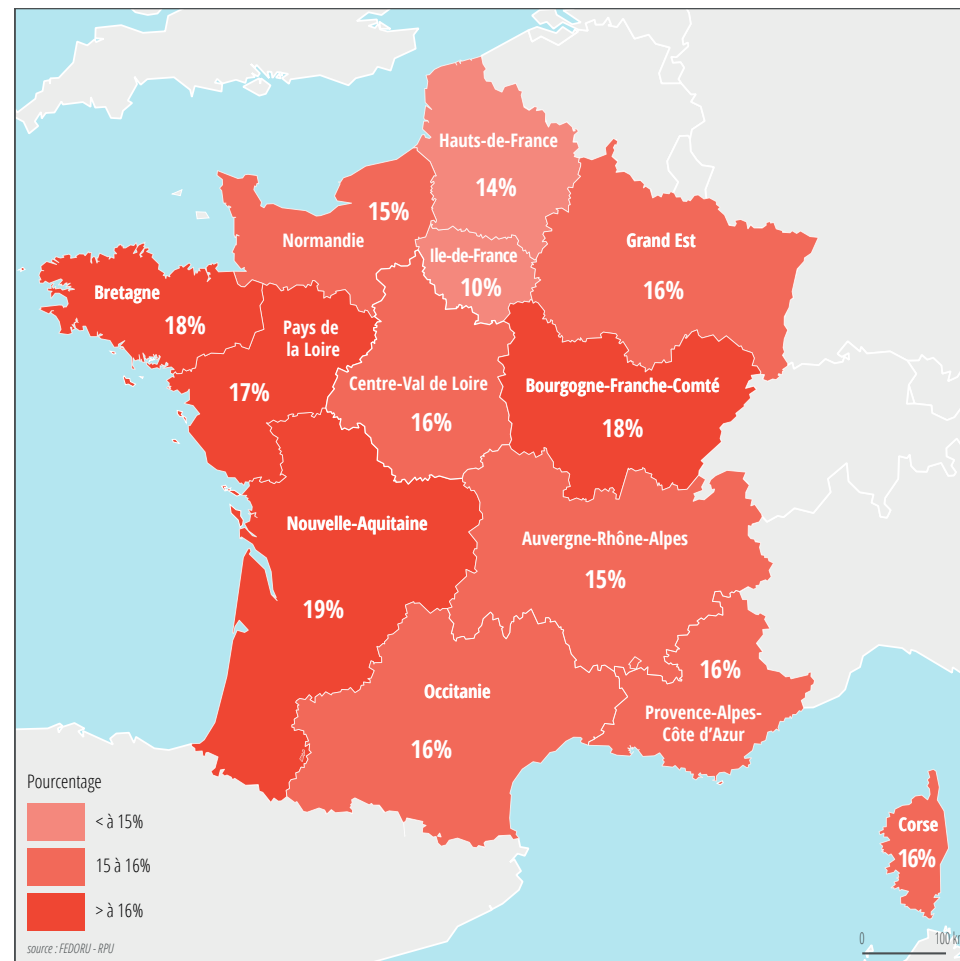 Hauts-de-France
14%
15%
Normandie
Ile-de-France
10%
Grand Est
16%
Bretagne
18%
Pays de
la Loire
17%
Centre-Val de Loire
16%
Bourgogne-Franche-Comté
18%
Nouvelle-Aquitaine
19%
Auvergne-Rhône-Alpes
15%
16%
Provence-Alpes-
Côte d'Azur
Occitanie
16%
Corse
16%
Pourcentage
< à 15%
15 à 16%
> à 16%
source : FEDORU - RPU
0 100 km